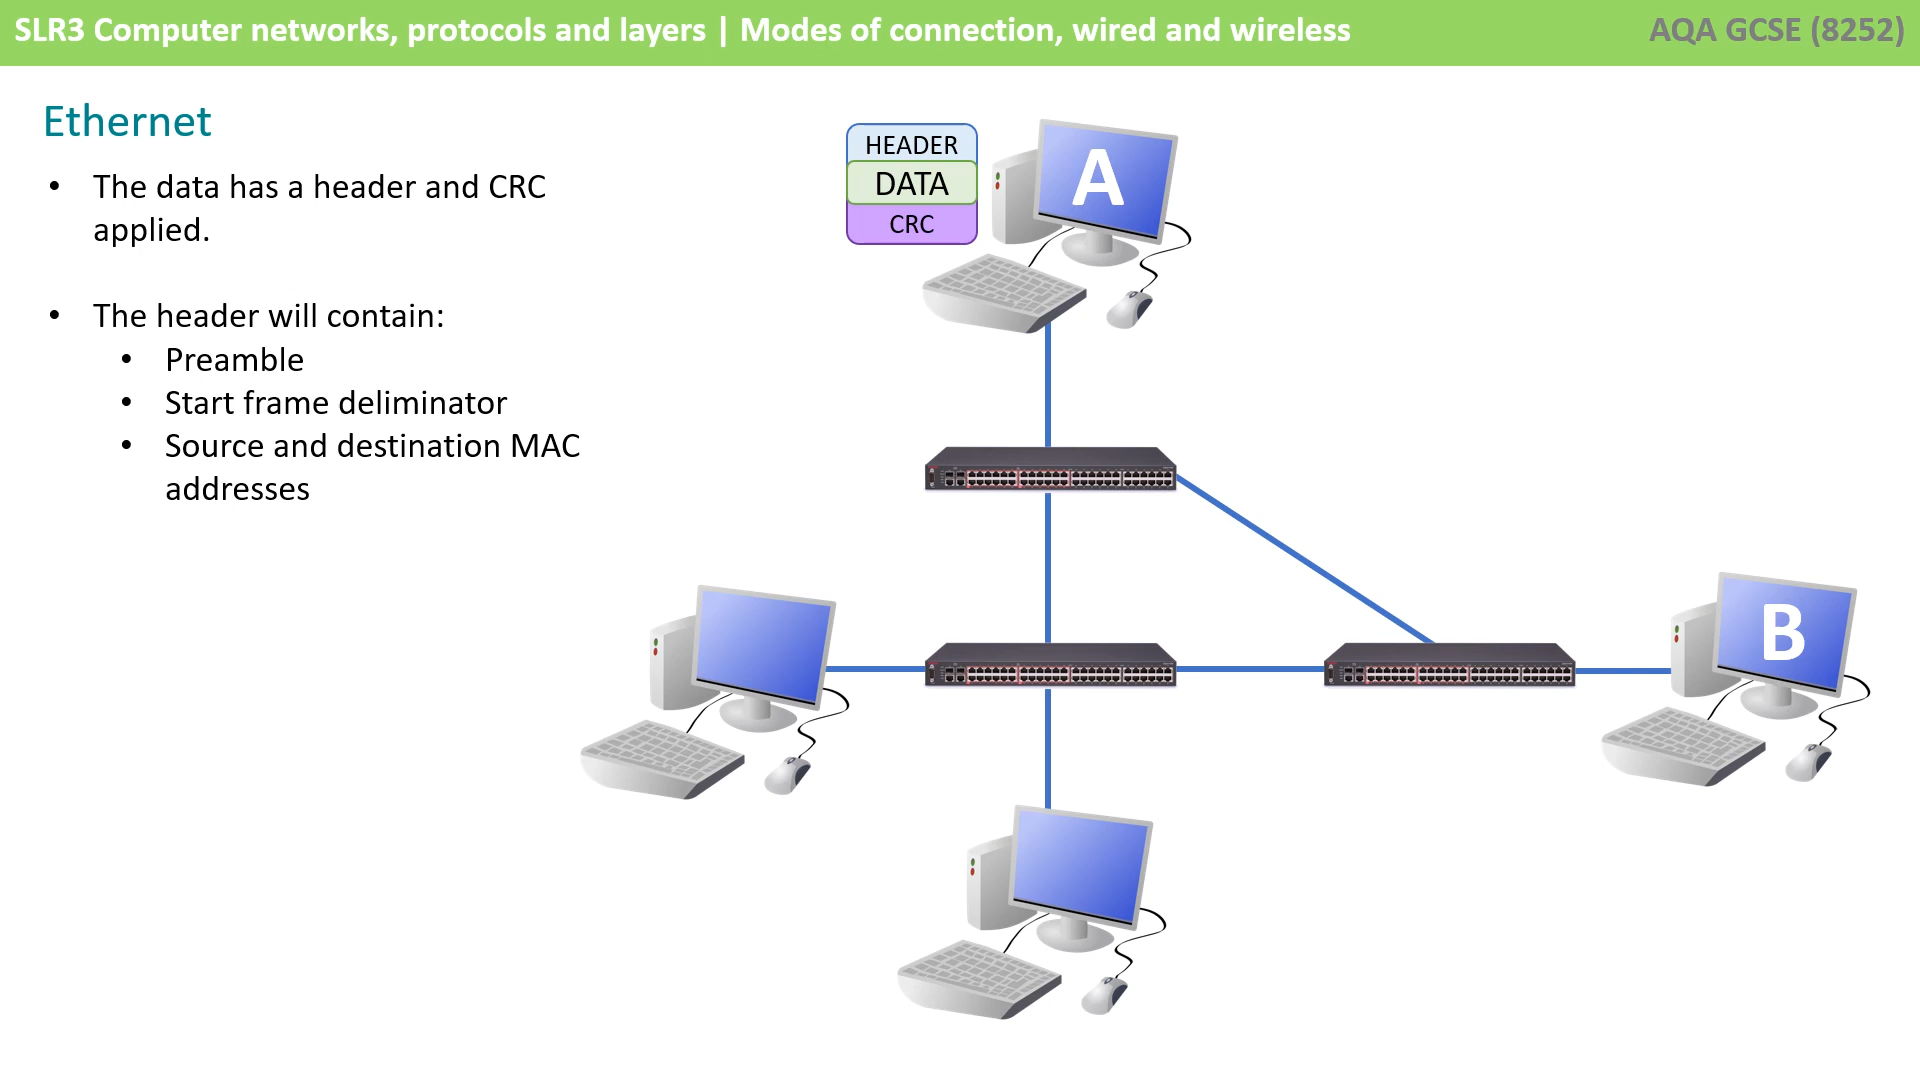 SLR3 Computer networks, protocols and layers | Modes of connection, wired and wireless
AQA GCSE (8252)
Ethernet
• The data has a header and CRC
applied.
• The header will contain:
• Preamble
• Start frame deliminator
• Source and destination MAC
addresses
HEADER
DATA
CRC
A
B